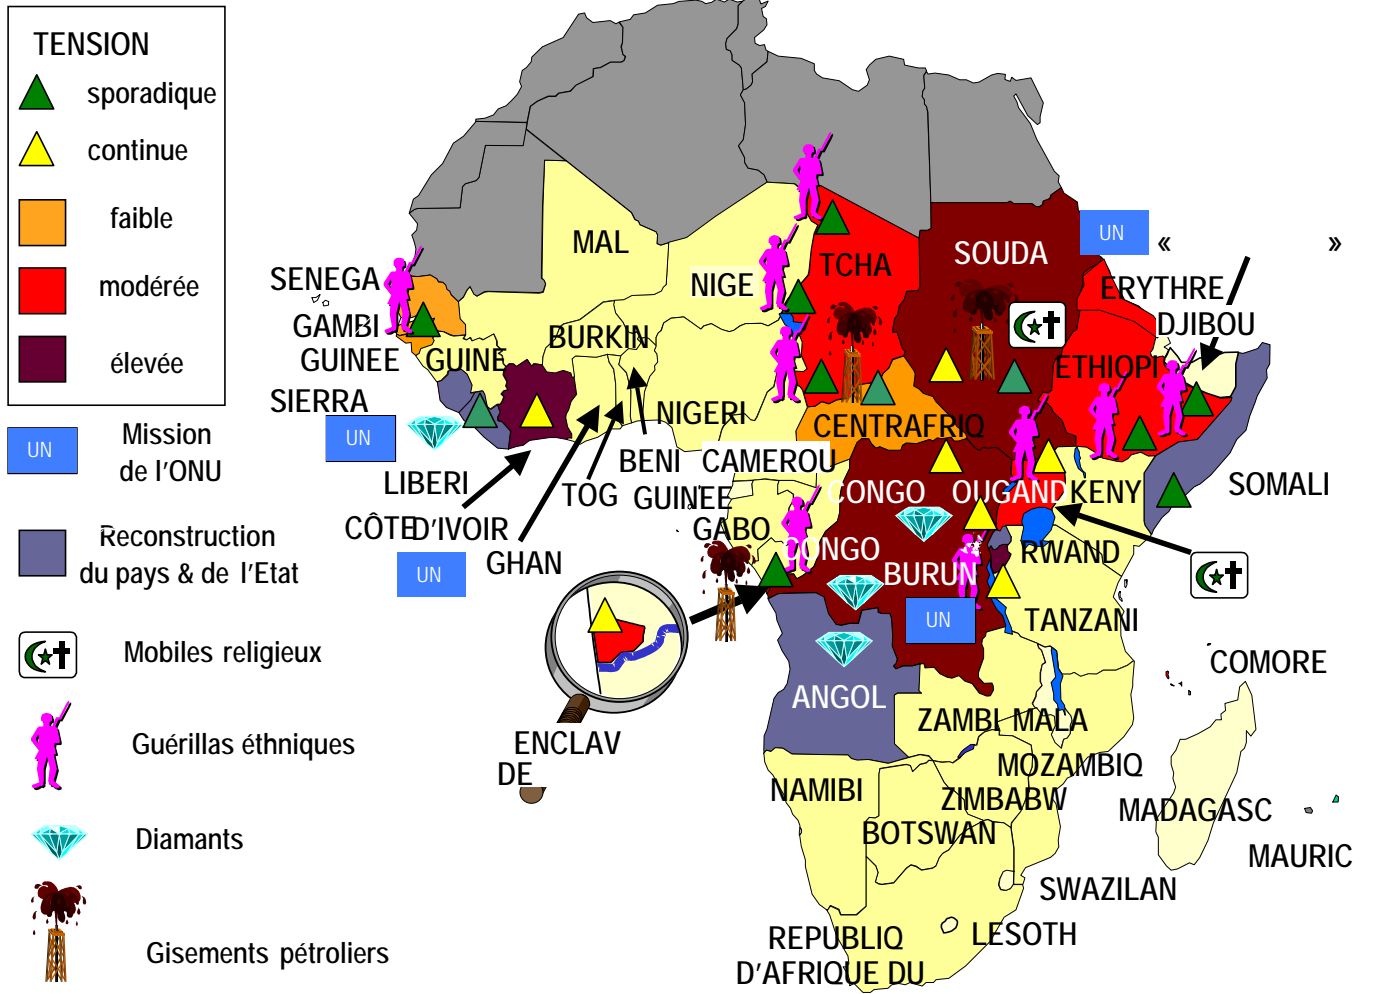 TENSION
sporadique
continue
faible
modérée
élevée
UN
Mission
de l'ONU
Reconstruction
du pays & de l'Etat
Mobiles religieux
Guérillas éthniques
Diamants
Gisements pétroliers
MAL
NIGE
TCHA
SOUDA
UN
« »
ERYTHRE
DJIBOU
SENEGA
GAMBI
GUINEE
GUINE
BURKIN
ETHIOPI
SIERRA
UN
LIBERI
CÔTE D'IVOIR
UN
GHAN
TOG
BENI
NIGERI
CENTRAFRIQ
CAMEROU
GUINEE
GABO
CONGO
CONGO
OUGAND
KENY
SOMALI
RWAND
BURUN
UN
TANZANI
COMORE
ENCLAV
DE
ANGOL
ZAMBI
MALA
MOZAMBIQ
NAMIBI
ZIMBABW
BOTSWAN
MADAGASC
MAURIC
SWAZILAN
LESOTH
REPUBLIQ
D'AFRIQUE DU